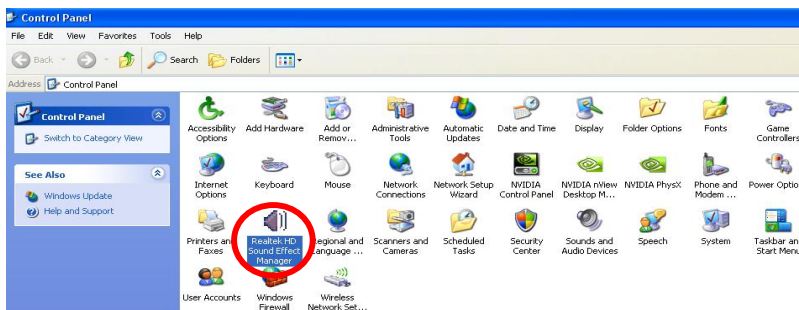 Control Panel
File Edit View Favorites Tools Help
Back Search Folders
Address Control Panel
Control Panel
Switch to Category View
See Also
Windows Update
Help and Support
Accessibility Options
Add Hardware
Add or Remov...
Administrative Tools
Automatic Updates
Date and Time
Display
Folder Options
Fonts
Game Controllers
Internet Options
Keyboard
Mouse
Network Connections
Network Setup Wizard
NVIDIA Control Panel
NVIDIA nView Desktop M...
NVIDIA PhysX
Phone and Modem ...
Power Optio
Printers and Faxes
Realtek HD Sound Effect Manager
Regional and Language ...
Scanners and Cameras
Scheduled Tasks
Security Center
Sounds and Audio Devices
Speech
System
Taskbar an
Start Menu
User Accounts
Windows Firewall
Wireless Network Set...